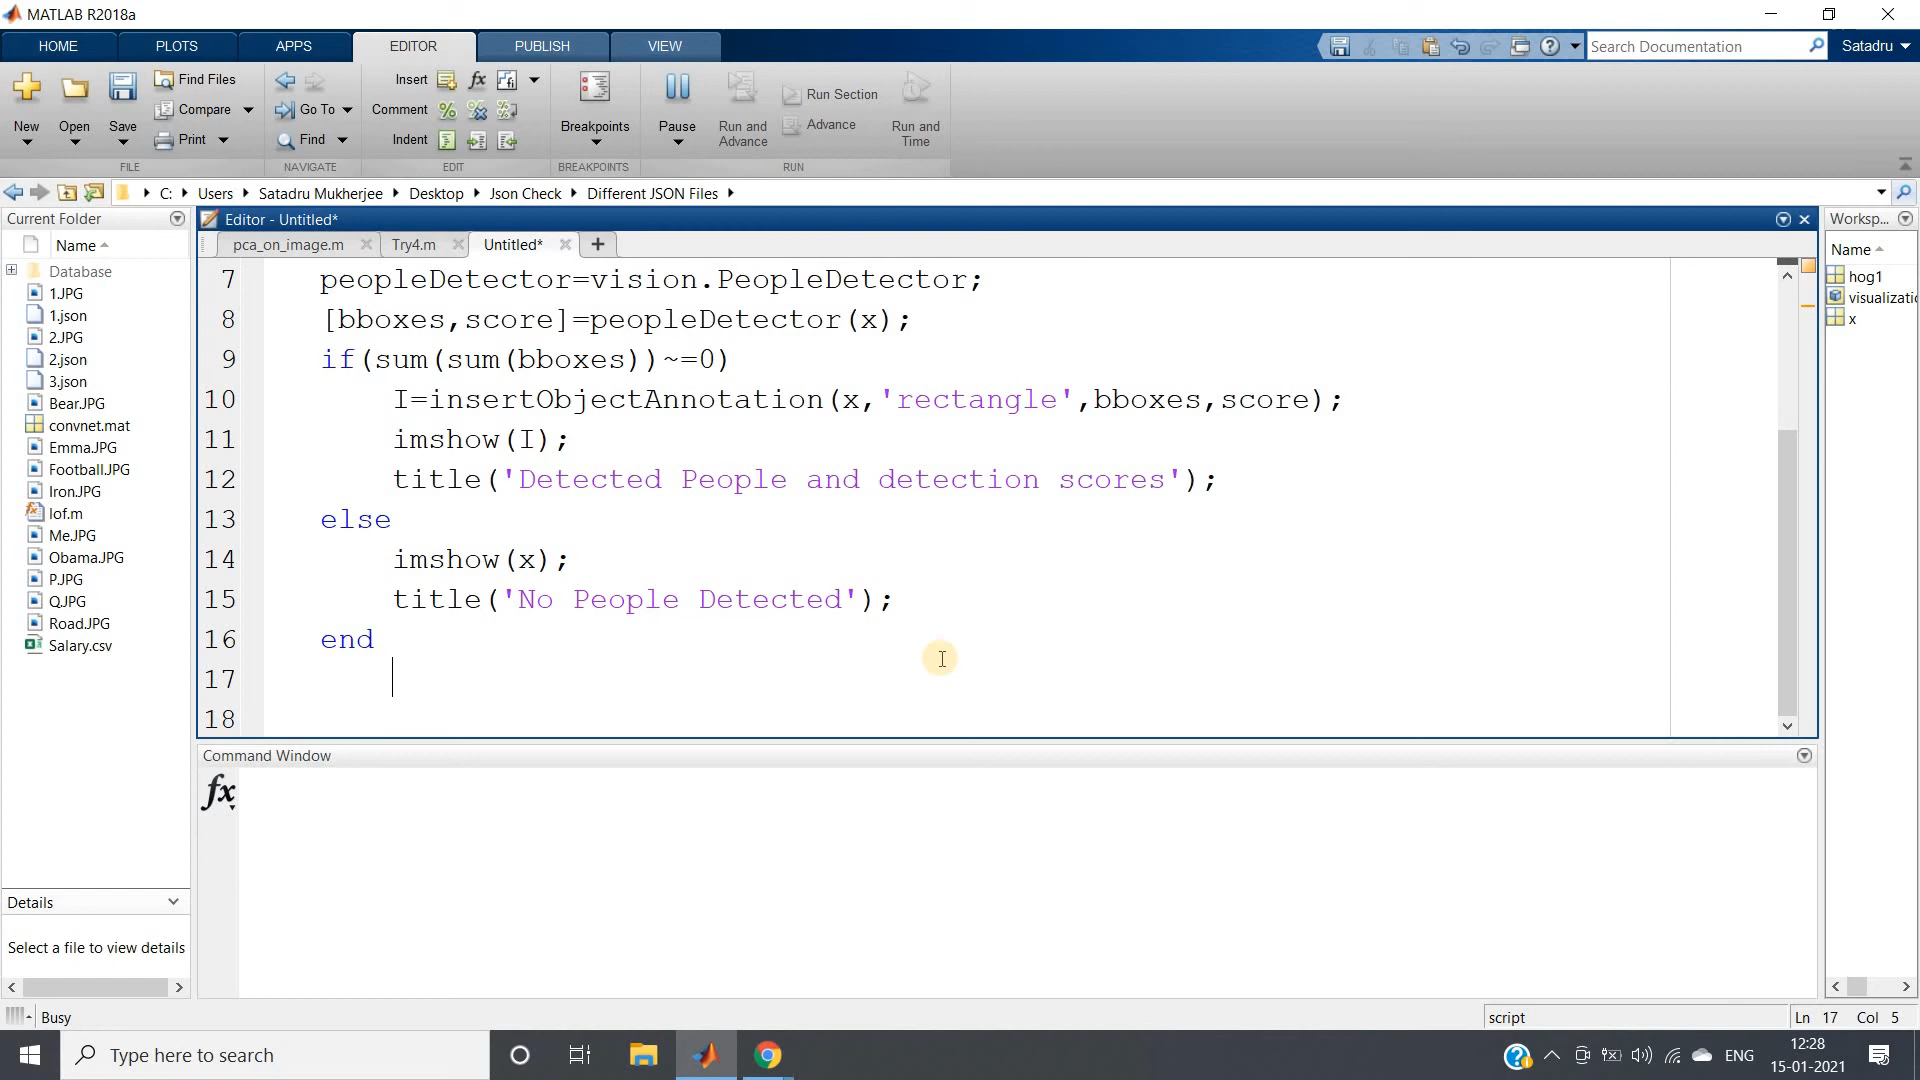 MATLAB R2018a
HOME PLOTS APPS EDITOR PUBLISH VIEW Search Documentation Satadru
New Open Save Find Files Compare Print Go To Find Insert fx Comment Indent Breakpoints Pause Run and Advance Run Section Advance Run and Time
FILE NAVIGATE EDIT BREAKPOINTS RUN
C: Users Satadru Mukherjee Desktop Json Check Different JSON Files
Current Folder
Name
Database
1.JPG
1.json
2.JPG
2.json
3.json
Bear.JPG
convnet.mat
Emma.JPG
Football.JPG
Iron.JPG
lof.m
Me.JPG
Obama.JPG
P.JPG
Q.JPG
Road.JPG
Salary.csv
Details
Select a file to view details
Editor - Untitled*
pca_on_image.m Try4.m Untitled*
7 peopleDetector=vision.PeopleDetector;
8 [bboxes,score]=peopleDetector(x);
9 if(sum(sum(bboxes))~=0)
10 I=insertObjectAnnotation(x,'rectangle',bboxes,score);
11 imshow(I);
12 title('Detected People and detection scores');
13 else
14 imshow(x);
15 title('No People Detected');
16 end
17
18
Command Window
fx
Worksp...
Name
hog1
visualizati
x
Busy script Ln 17 Col 5
Type here to search ENG 12:28
15-01-2021